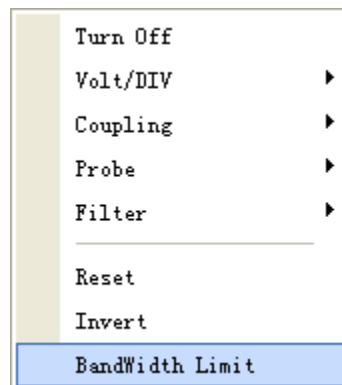 Turn Off
Volt/DIV
Coupling
Probe
Filter
Reset
Invert
BandWidth Limit